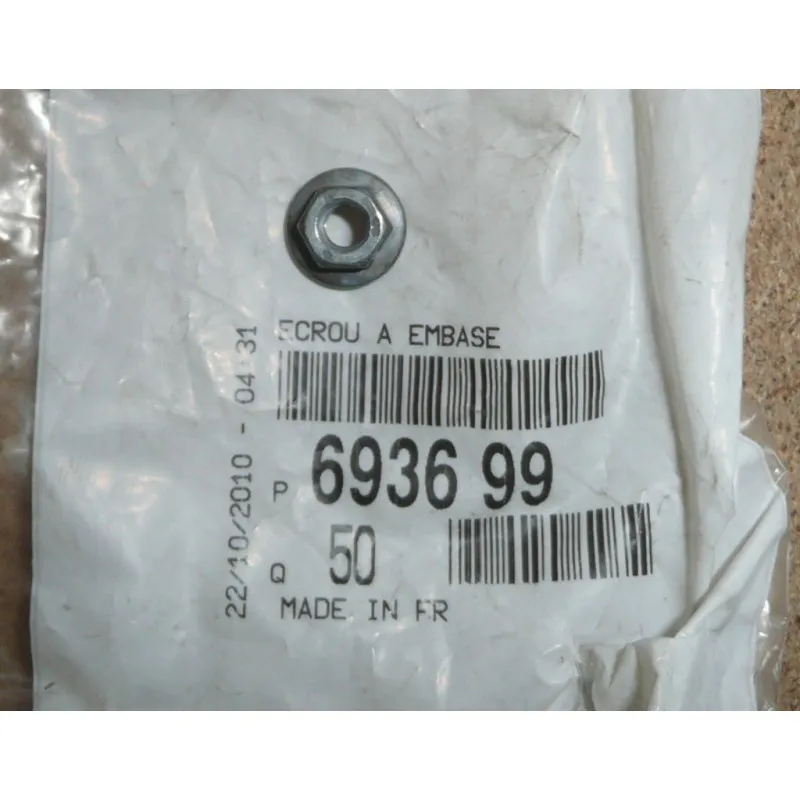 ECROU A EMBASE
P 6936 99
Q 50
MADE IN FR
22/10/2010 - 04:31